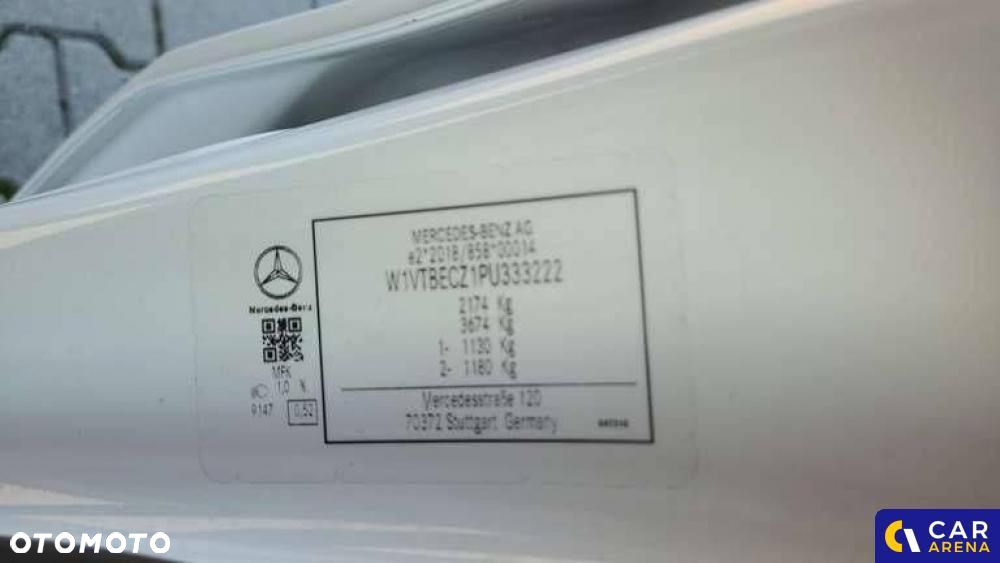 MERCEDES-BENZ AG
e2*2018/858*00014
W1VTBECZ1PU333222
2174 Kg
3674 Kg
1- 1130 Kg
2- 1180 Kg
Mercedesstraße 120
70372 Stuttgart Germany
Mercedes-Benz
MFK
1,0 %
9147 0,52
OTOMOTO
CAR
ARENA